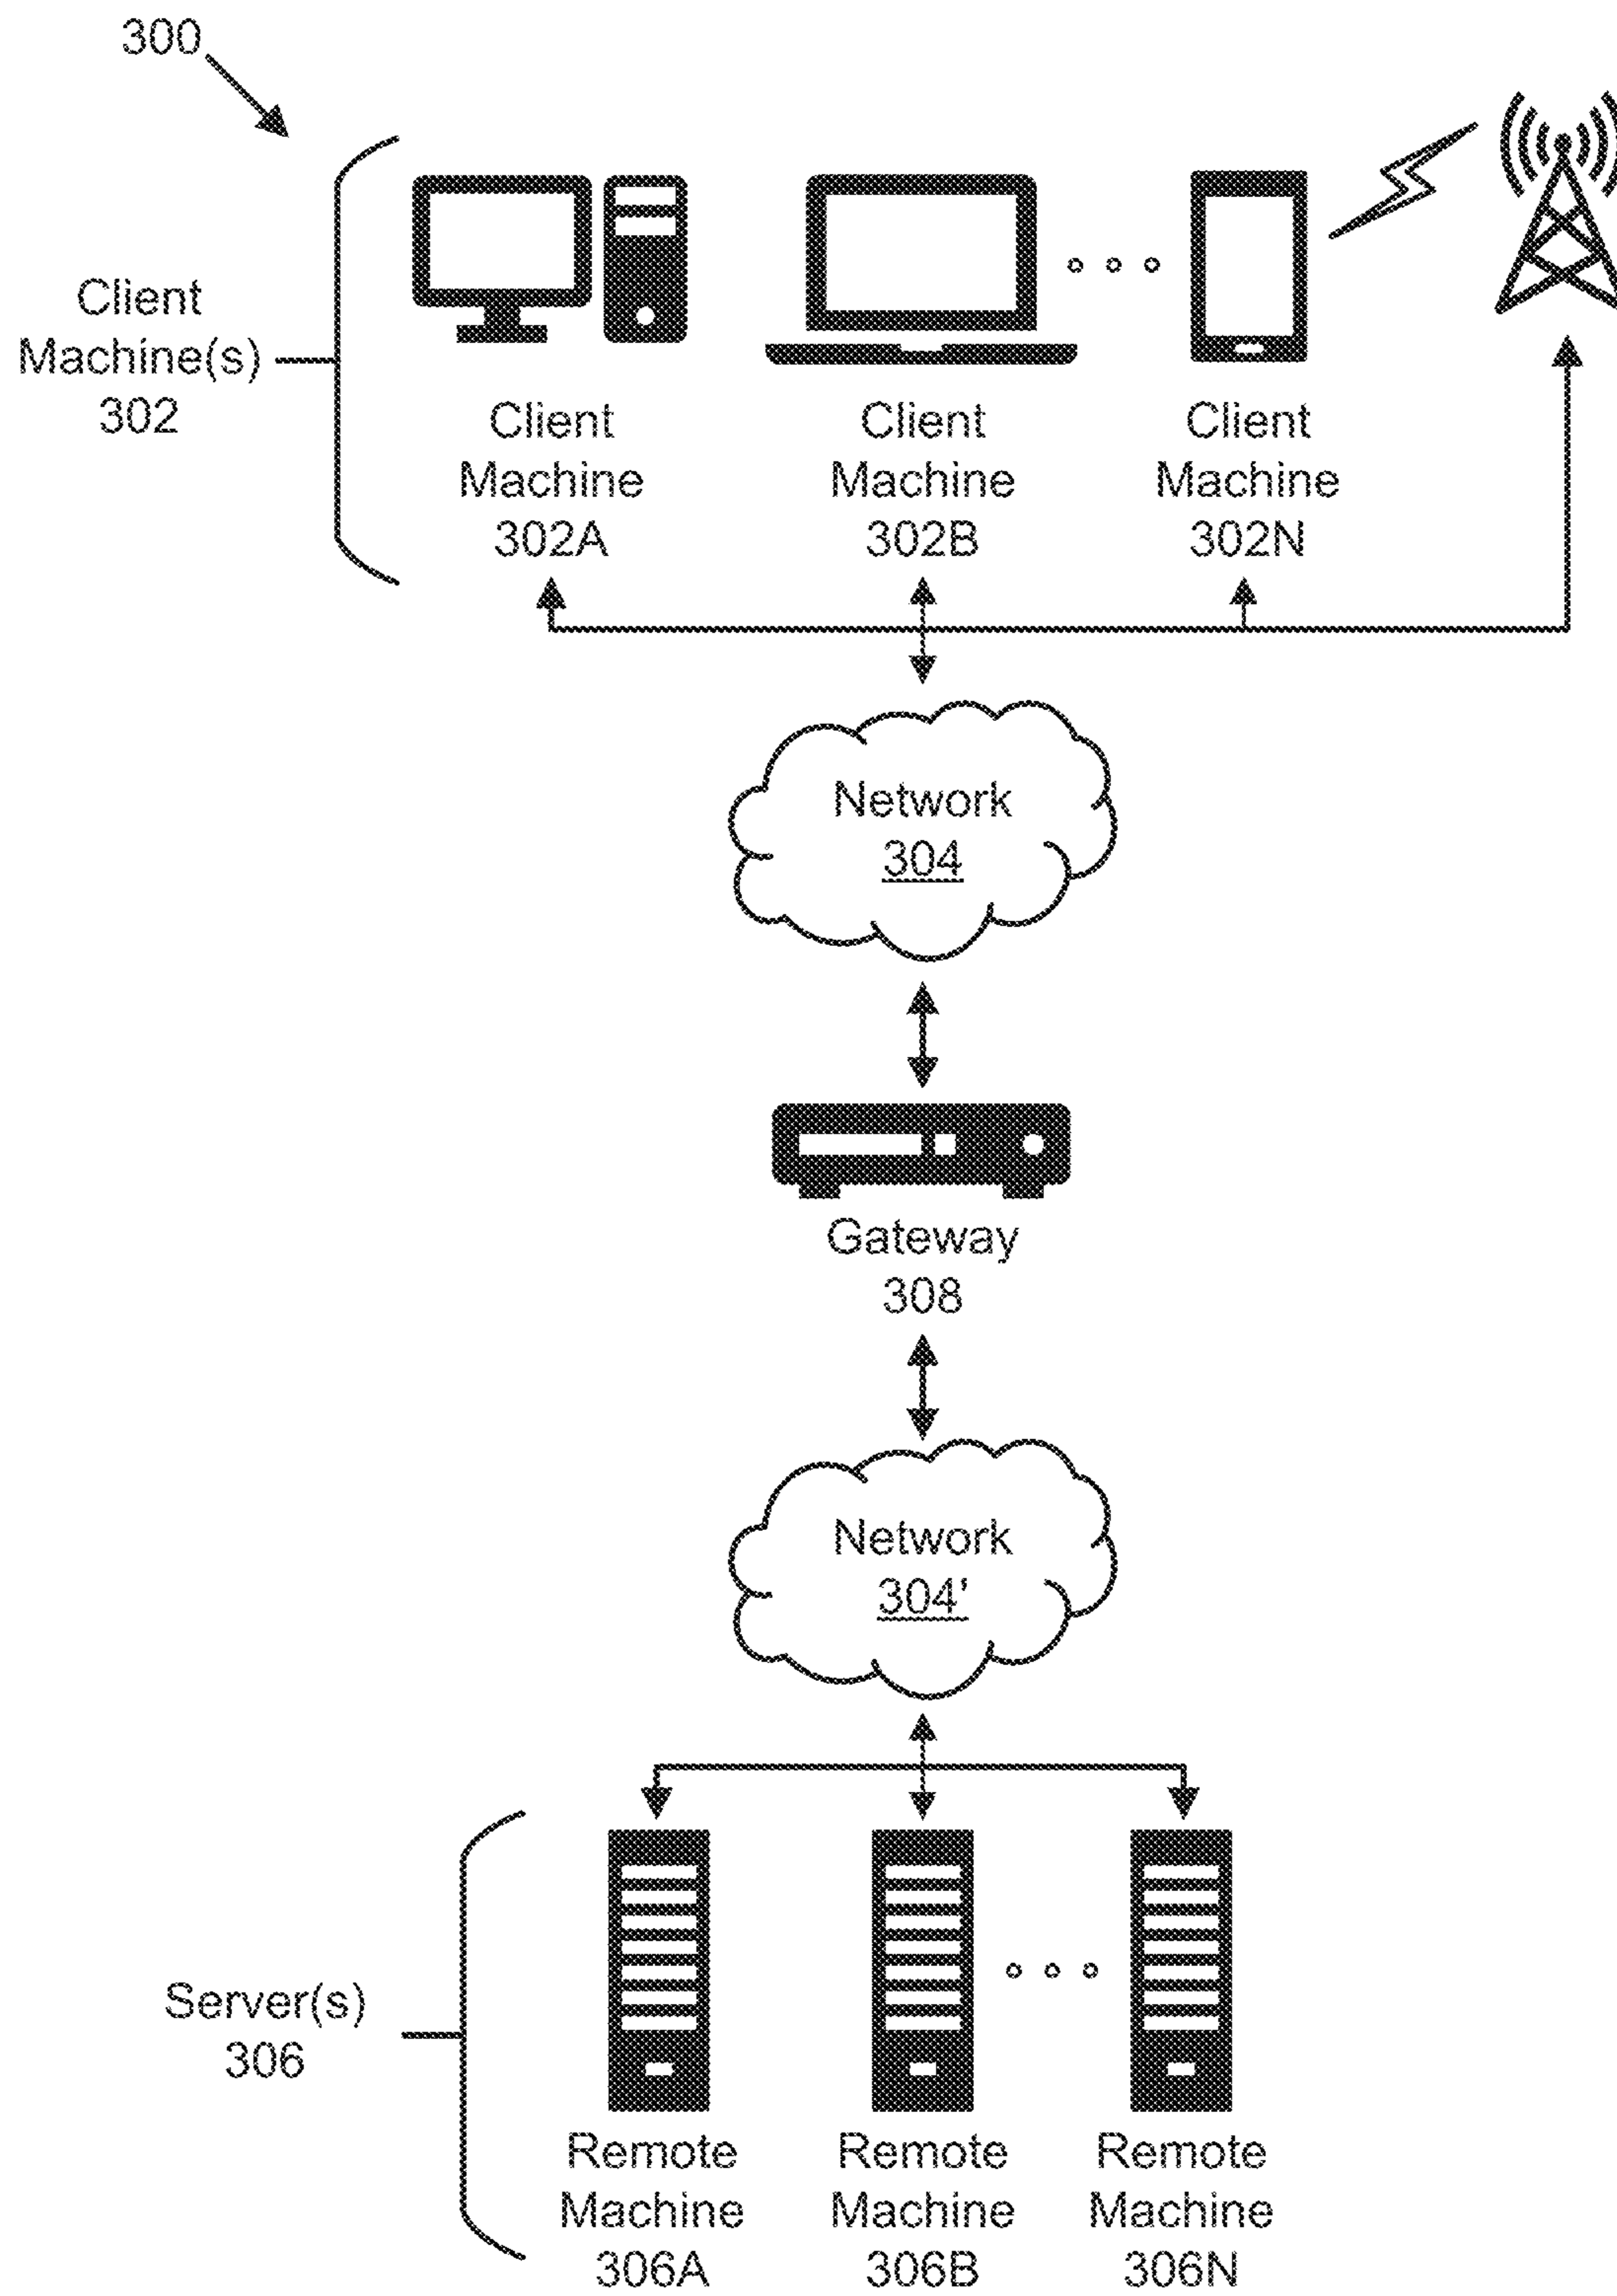 300
Client
Machine(s)
302
Client
Machine
302A
Client
Machine
302B
Client
Machine
302N
Network
304
Gateway
308
Network
304'
Server(s)
306
Remote
Machine
306A
Remote
Machine
306B
Remote
Machine
306N